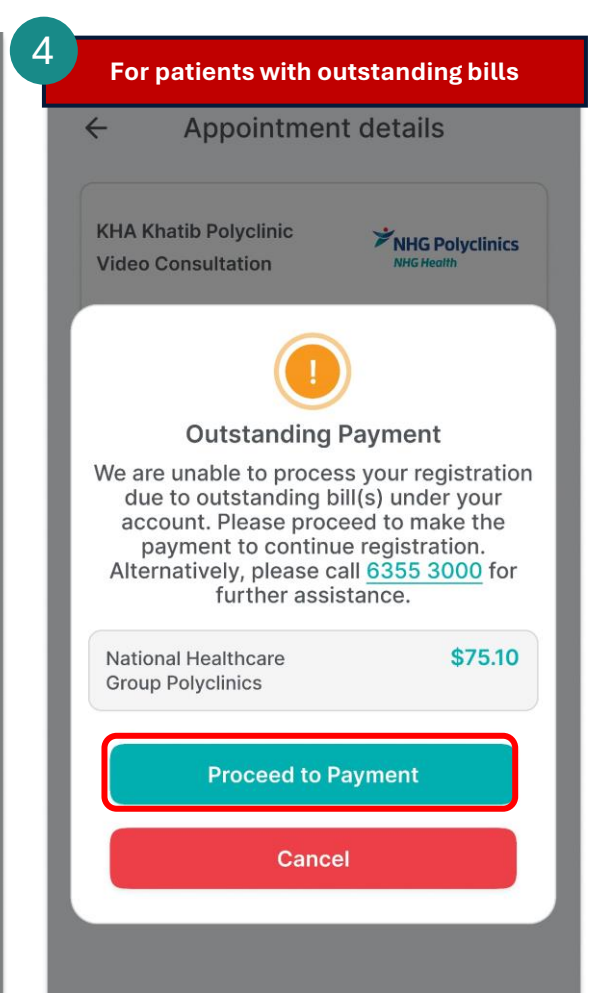 4
For patients with outstanding bills
← Appointment details
KHA Khatib Polyclinic
Video Consultation
NHG Polyclinics
NHG Health
!
Outstanding Payment
We are unable to process your registration
due to outstanding bill(s) under your
account. Please proceed to make the
payment to continue registration.
Alternatively, please call 6355 3000 for
further assistance.
National Healthcare
Group Polyclinics
$75.10
Proceed to Payment
Cancel